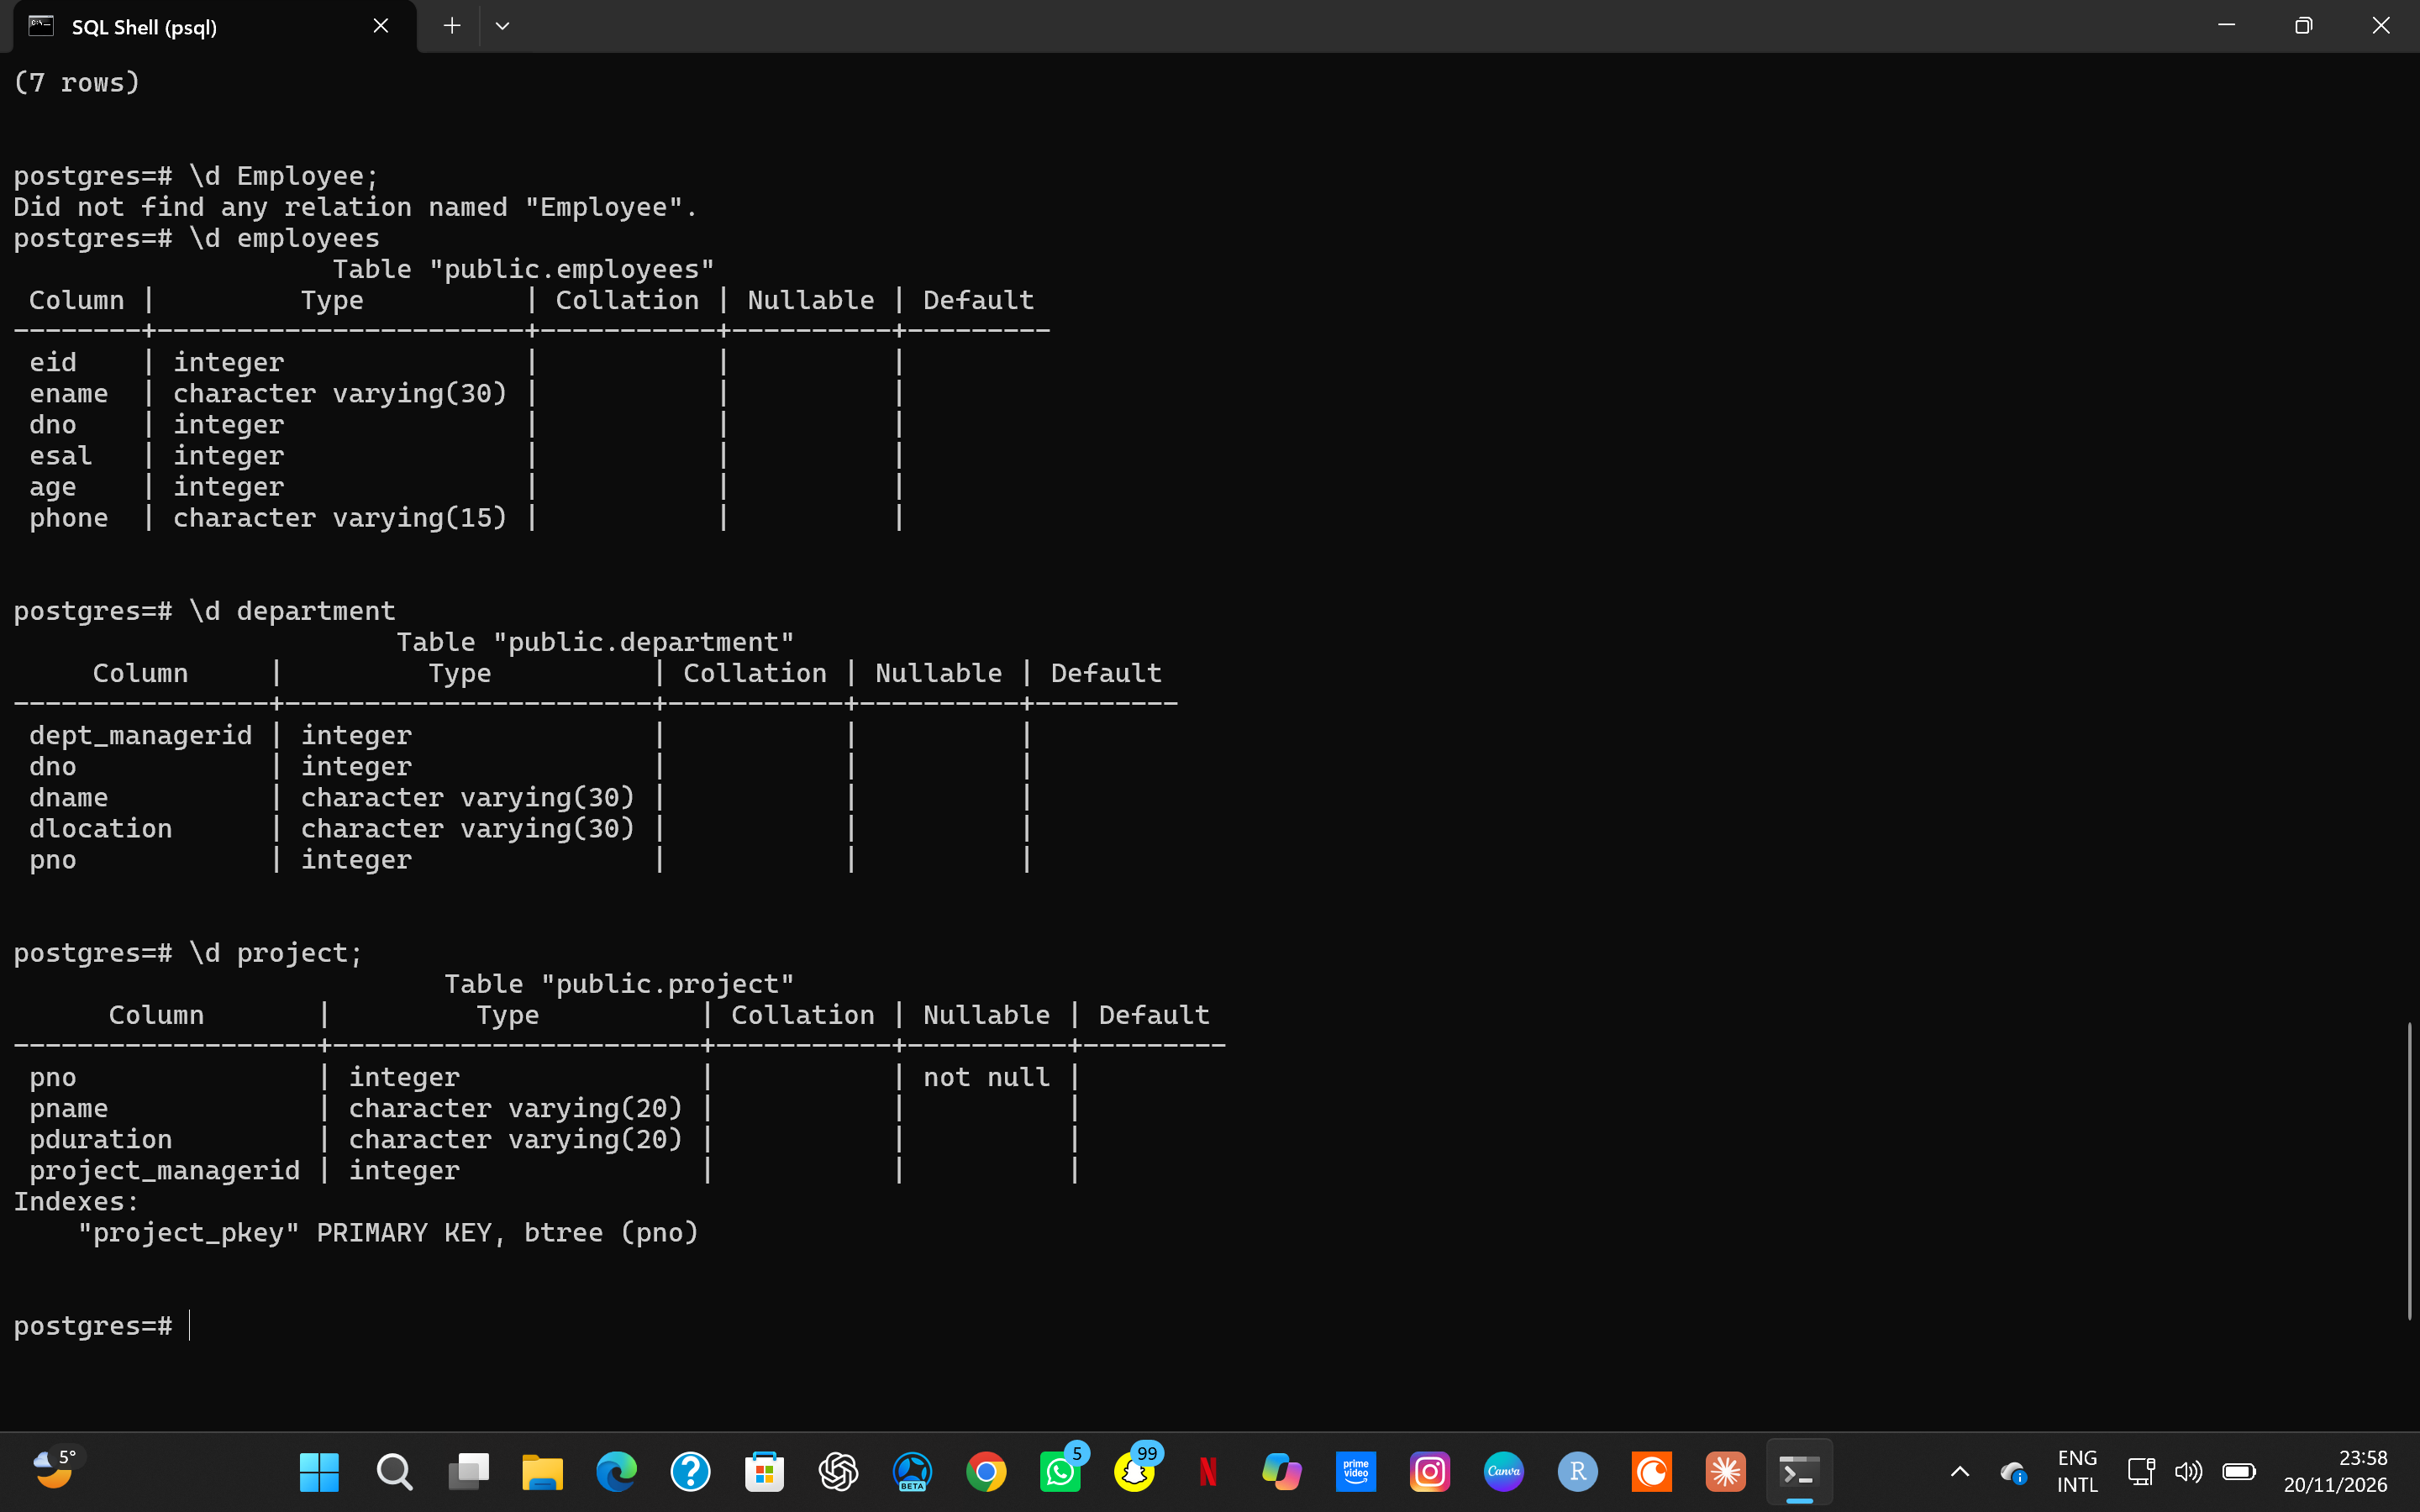 SQL Shell (psql)
(7 rows)
postgres=# \d Employee;
Did not find any relation named "Employee".
postgres=# \d employees
                    Table "public.employees"
 Column |         Type          | Collation | Nullable | Default
--------+-----------------------+-----------+----------+---------
 eid    | integer               |           |          |
 ename  | character varying(30) |           |          |
 dno    | integer               |           |          |
 esal   | integer               |           |          |
 age    | integer               |           |          |
 phone  | character varying(15) |           |          |
postgres=# \d department
                        Table "public.department"
     Column     |         Type          | Collation | Nullable | Default
----------------+-----------------------+-----------+----------+---------
 dept_managerid | integer               |           |          |
 dno            | integer               |           |          |
 dname          | character varying(30) |           |          |
 dlocation      | character varying(30) |           |          |
 pno            | integer               |           |          |
postgres=# \d project;
                           Table "public.project"
      Column       |         Type          | Collation | Nullable | Default
-------------------+-----------------------+-----------+----------+---------
 pno               | integer               |           | not null |
 pname             | character varying(20) |           |          |
 pduration         | character varying(20) |           |          |
 project_managerid | integer               |           |          |
Indexes:
    "project_pkey" PRIMARY KEY, btree (pno)
postgres=#
5°
BETA
5
99
N
prime video
Canva
R
ENG
INTL
23:58
20/11/2026